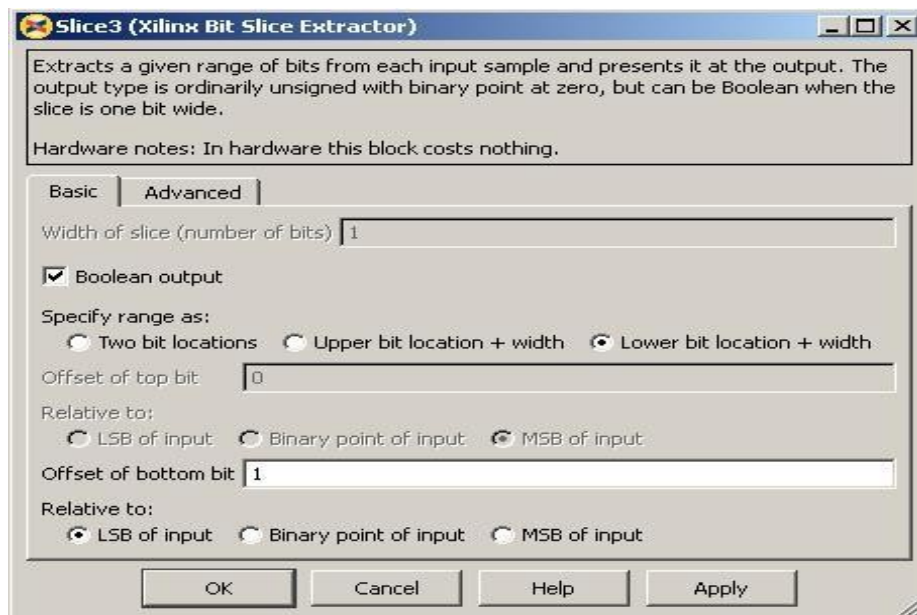 Slice3 (Xilinx Bit Slice Extractor)
Extracts a given range of bits from each input sample and presents it at the output. The
output type is ordinarily unsigned with binary point at zero, but can be Boolean when the
slice is one bit wide.
Hardware notes: In hardware this block costs nothing.
Basic Advanced
Width of slice (number of bits) 1
Boolean output
Specify range as:
Two bit locations Upper bit location + width Lower bit location + width
Offset of top bit 0
Relative to:
LSB of input Binary point of input MSB of input
Offset of bottom bit 1
Relative to:
LSB of input Binary point of input MSB of input
OK Cancel Help Apply